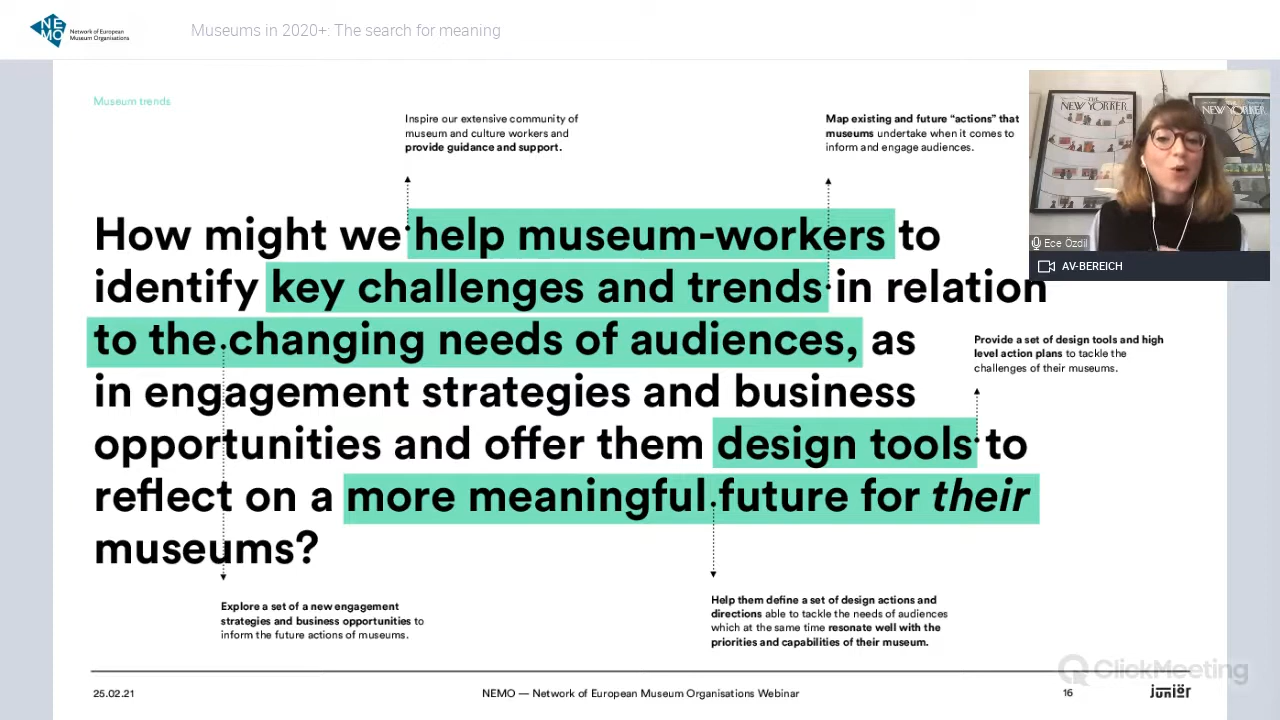 NE
MO
Network of European
Museum Organisations
Museums in 2020+: The search for meaning
Museum trends
Inspire our extensive community of
museum and culture workers and
provide guidance and support.
Map existing and future “actions” that
museums undertake when it comes to
inform and engage audiences.
THE
NEW YORKER
NEW YORKER
Ece Özdil
AV-BEREICH
How might we help museum-workers to
identify key challenges and trends in relation
to the changing needs of audiences, as
in engagement strategies and business
opportunities and offer them design tools to
reflect on a more meaningful future for their
museums?
Provide a set of design tools and high
level action plans to tackle the
challenges of their museums.
Explore a set of a new engagement
strategies and business opportunities to
inform the future actions of museums.
Help them define a set of design actions and
directions able to tackle the needs of audiences
which at the same time resonate well with the
priorities and capabilities of their museum.
ClickMeeting
25.02.21
NEMO — Network of European Museum Organisations Webinar
16
junior